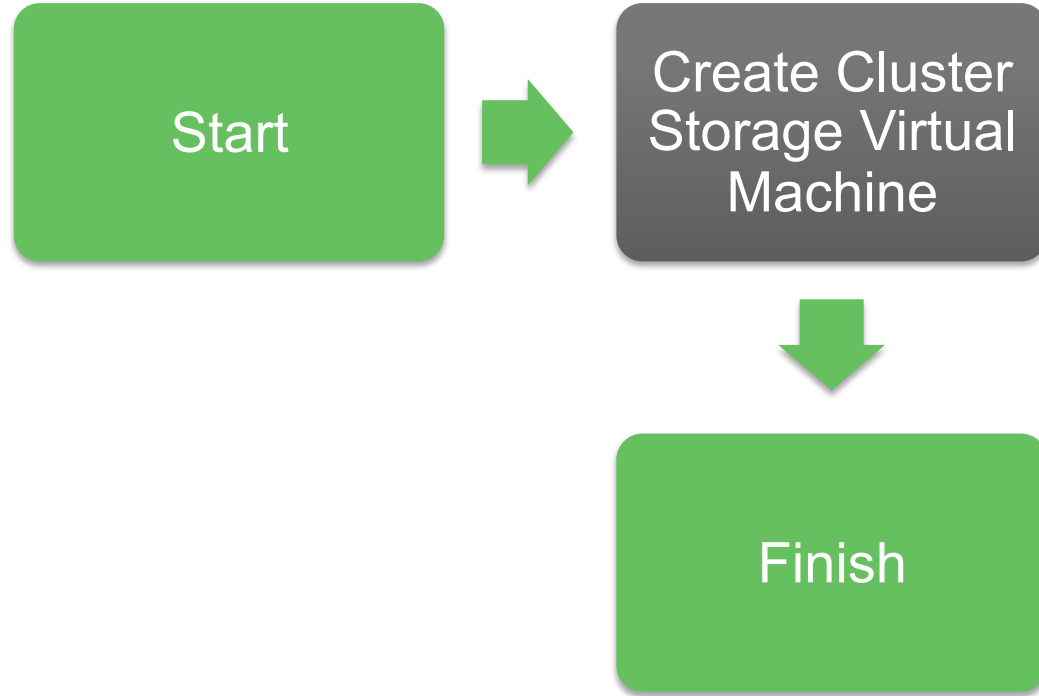 Start
Create Cluster
Storage Virtual
Machine
Finish